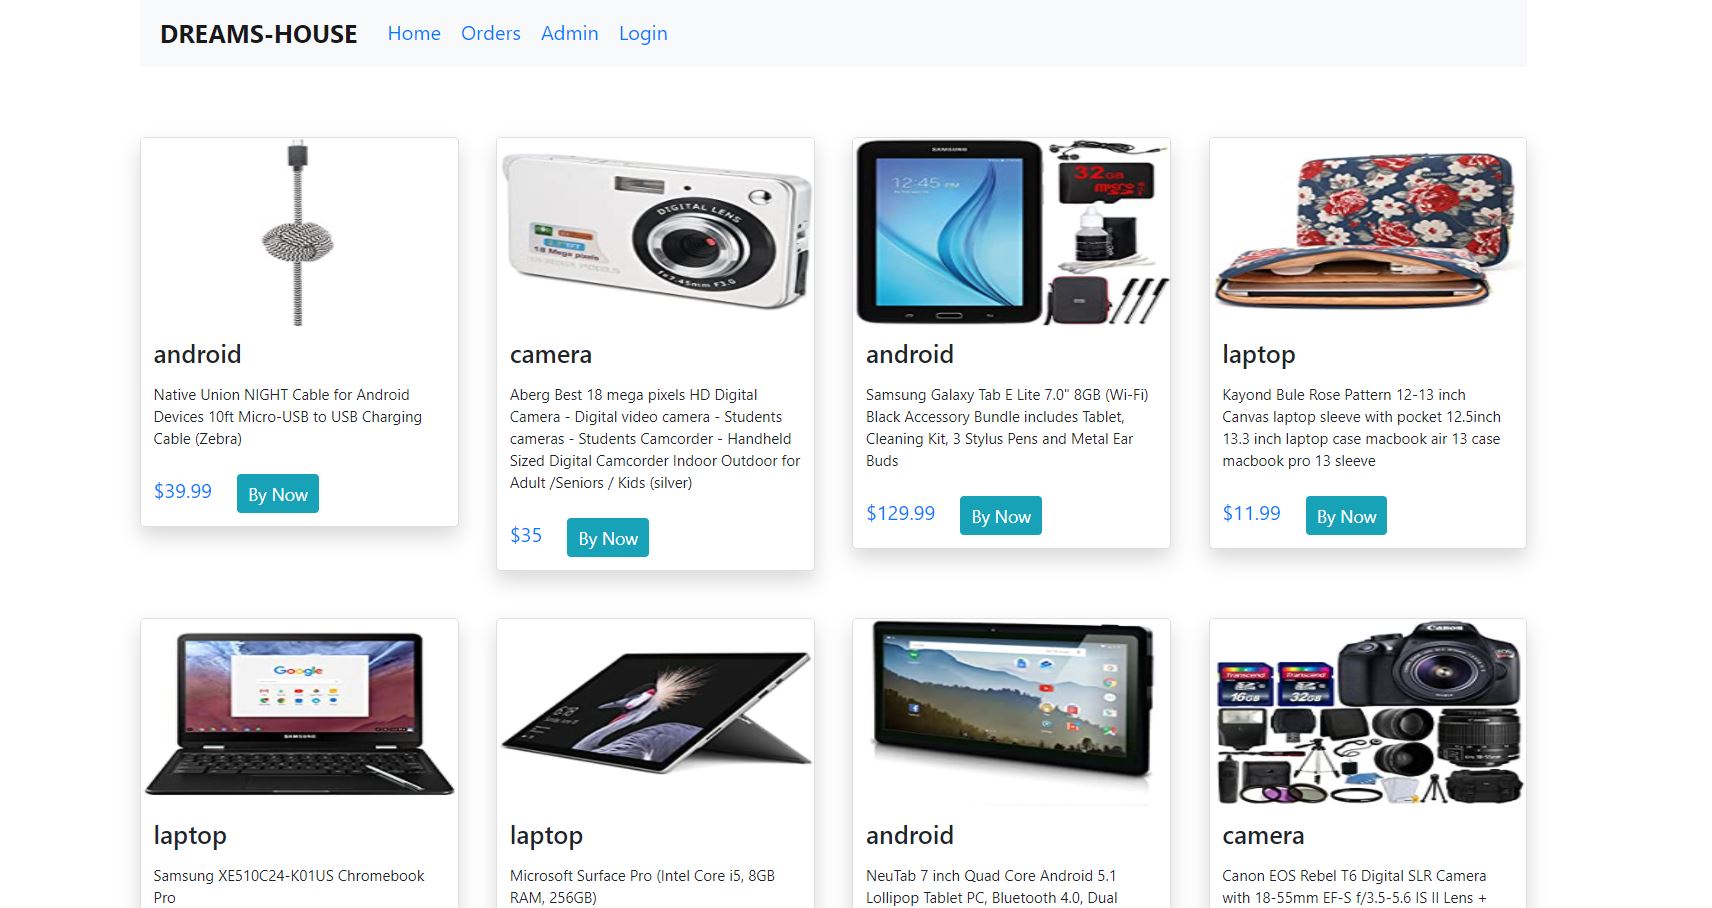 DREAMS-HOUSE Home Orders Admin Login
SAMSUNG
12:45 PM
32GB
micro
DIGITAL LENS
18 Mega pixels
f=7.45mm F3.0
android
Native Union NIGHT Cable for Android
Devices 10ft Micro-USB to USB Charging
Cable (Zebra)
$39.99 By Now
camera
Aberg Best 18 mega pixels HD Digital
Camera - Digital video camera - Students
cameras - Students Camcorder - Handheld
Sized Digital Camcorder Indoor Outdoor for
Adult /Seniors / Kids (silver)
$35 By Now
android
Samsung Galaxy Tab E Lite 7.0" 8GB (Wi-Fi)
Black Accessory Bundle includes Tablet,
Cleaning Kit, 3 Stylus Pens and Metal Ear
Buds
$129.99 By Now
laptop
Kayond Bule Rose Pattern 12-13 inch
Canvas laptop sleeve with pocket 12.5inch
13.3 inch laptop case macbook air 13 case
macbook pro 13 sleeve
$11.99 By Now
Google
SAMSUNG
Canon
Transcend
16GB
Transcend
32GB
laptop
Samsung XE510C24-K01US Chromebook
Pro
laptop
Microsoft Surface Pro (Intel Core i5, 8GB
RAM, 256GB)
android
NeuTab 7 inch Quad Core Android 5.1
Lollipop Tablet PC, Bluetooth 4.0, Dual
camera
Canon EOS Rebel T6 Digital SLR Camera
with 18-55mm EF-S f/3.5-5.6 IS II Lens +